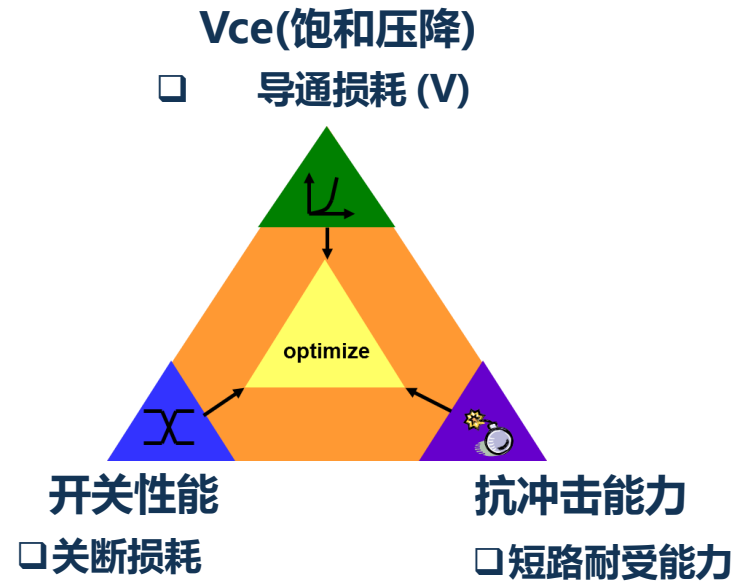 Vce(饱和压降)
❑ 导通损耗 (V)
optimize
开关性能
抗冲击能力
❑关断损耗
❑短路耐受能力